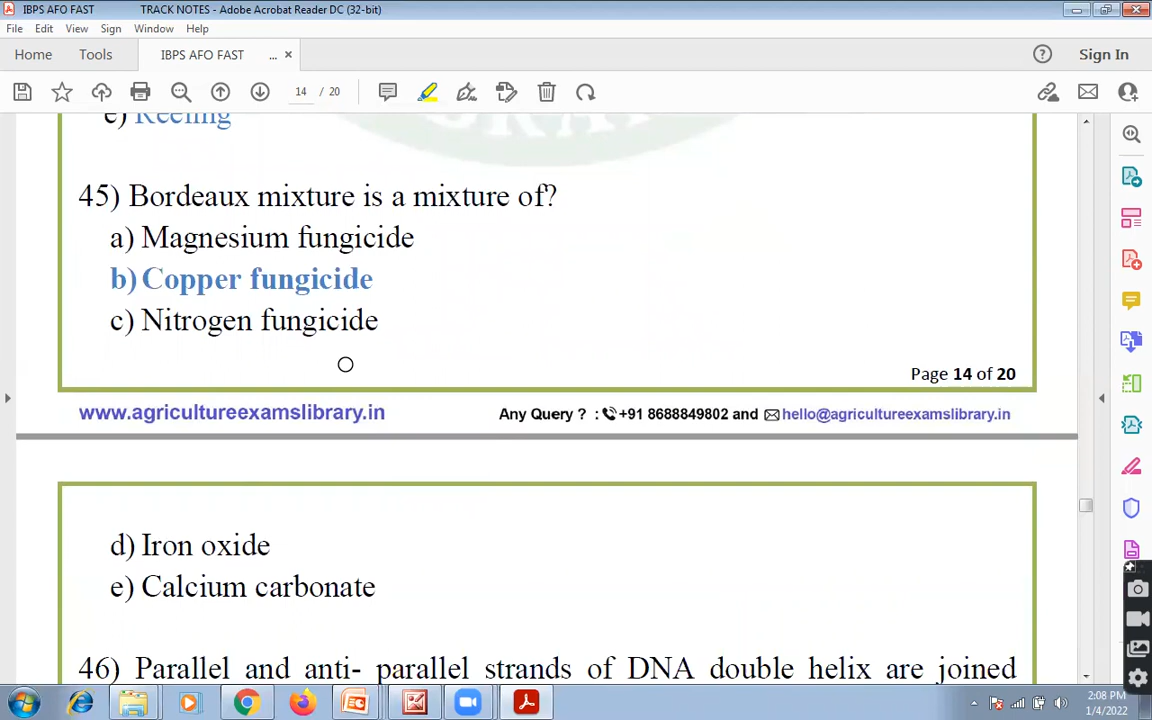 IBPS AFO FAST TRACK NOTES - Adobe Acrobat Reader DC (32-bit)
File Edit View Sign Window Help
Home Tools IBPS AFO FAST ... × Sign In
14 / 20
e) Reeling
45) Bordeaux mixture is a mixture of?
a) Magnesium fungicide
b) Copper fungicide
c) Nitrogen fungicide
Page 14 of 20
www.agricultureexamslibrary.in Any Query ? : +91 8688849802 and hello@agricultureexamslibrary.in
d) Iron oxide
e) Calcium carbonate
46) Parallel and anti- parallel strands of DNA double helix are joined
2:08 PM
1/4/2022